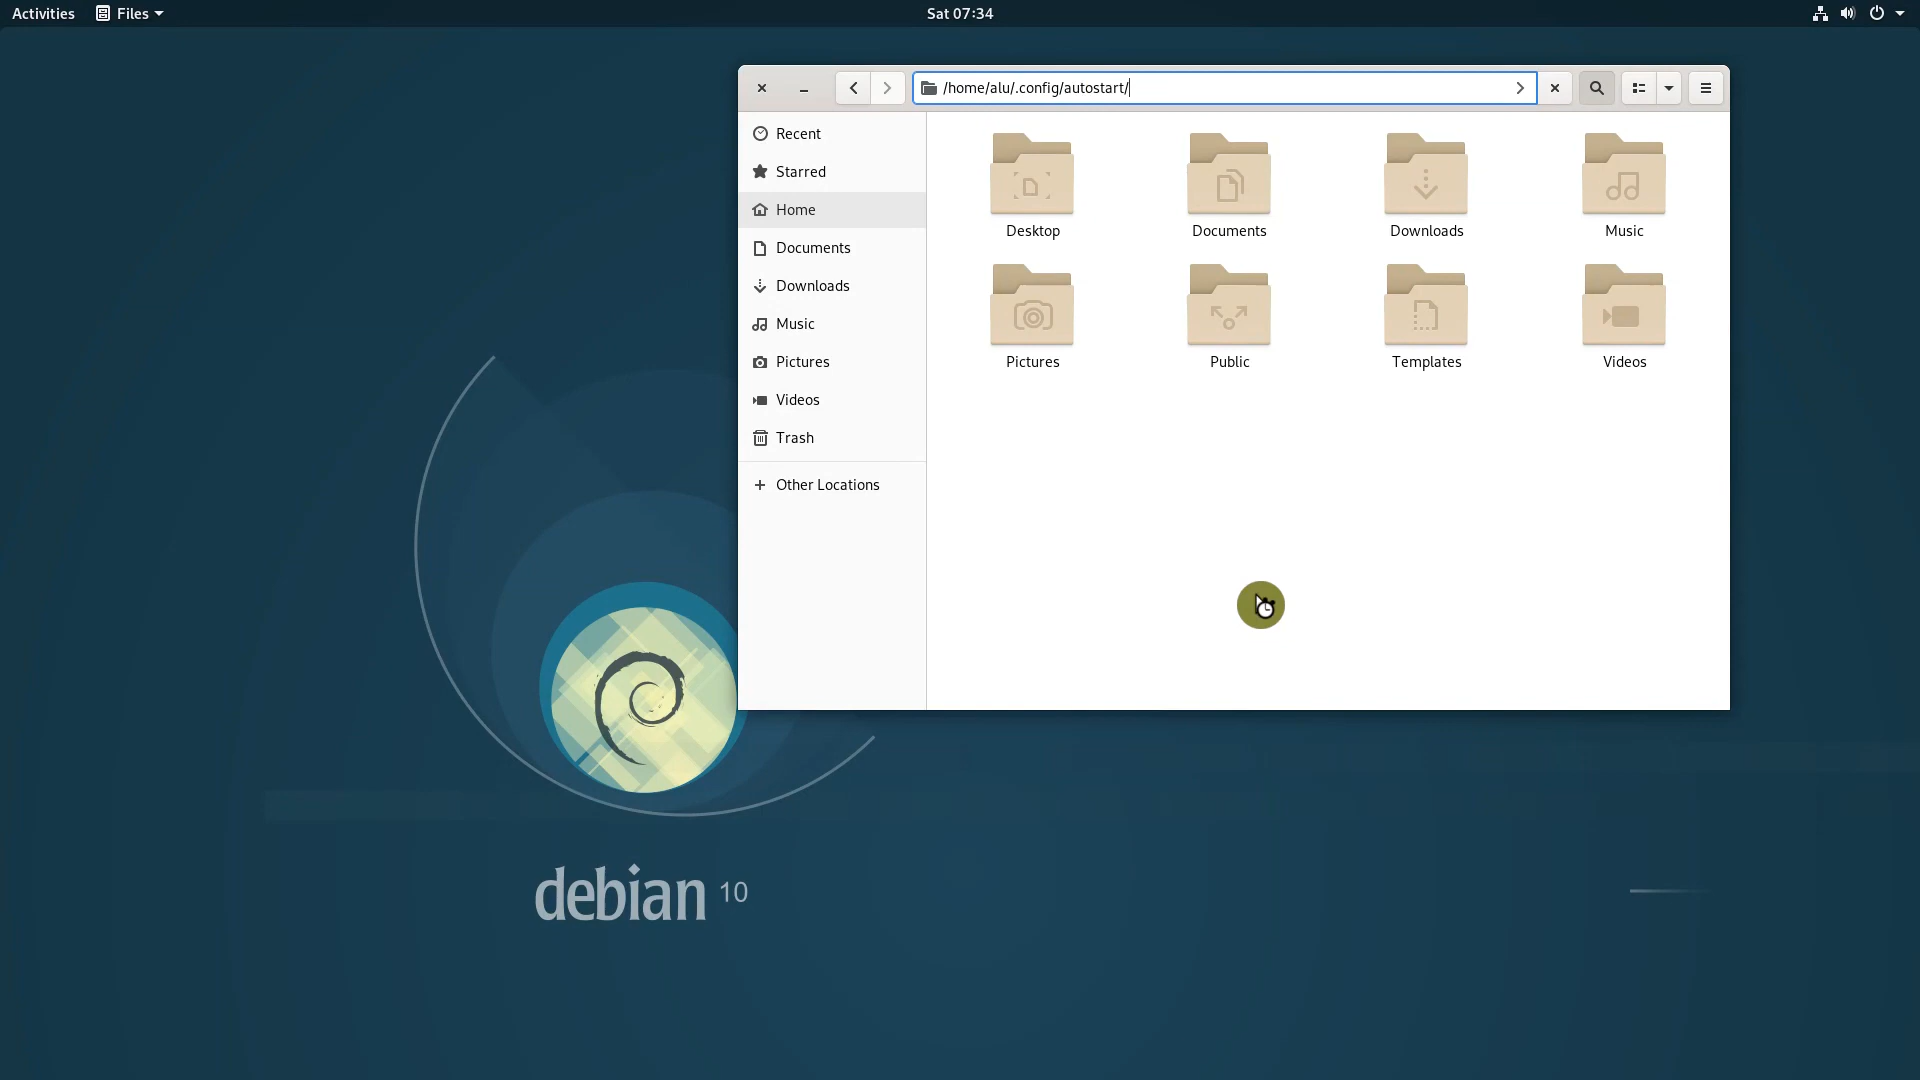 Activities
Files
Sat 07:34
/home/alu/.config/autostart/
Recent
Starred
Home
Documents
Downloads
Music
Pictures
Videos
Trash
Other Locations
Desktop
Documents
Downloads
Music
Pictures
Public
Templates
Videos
debian 10